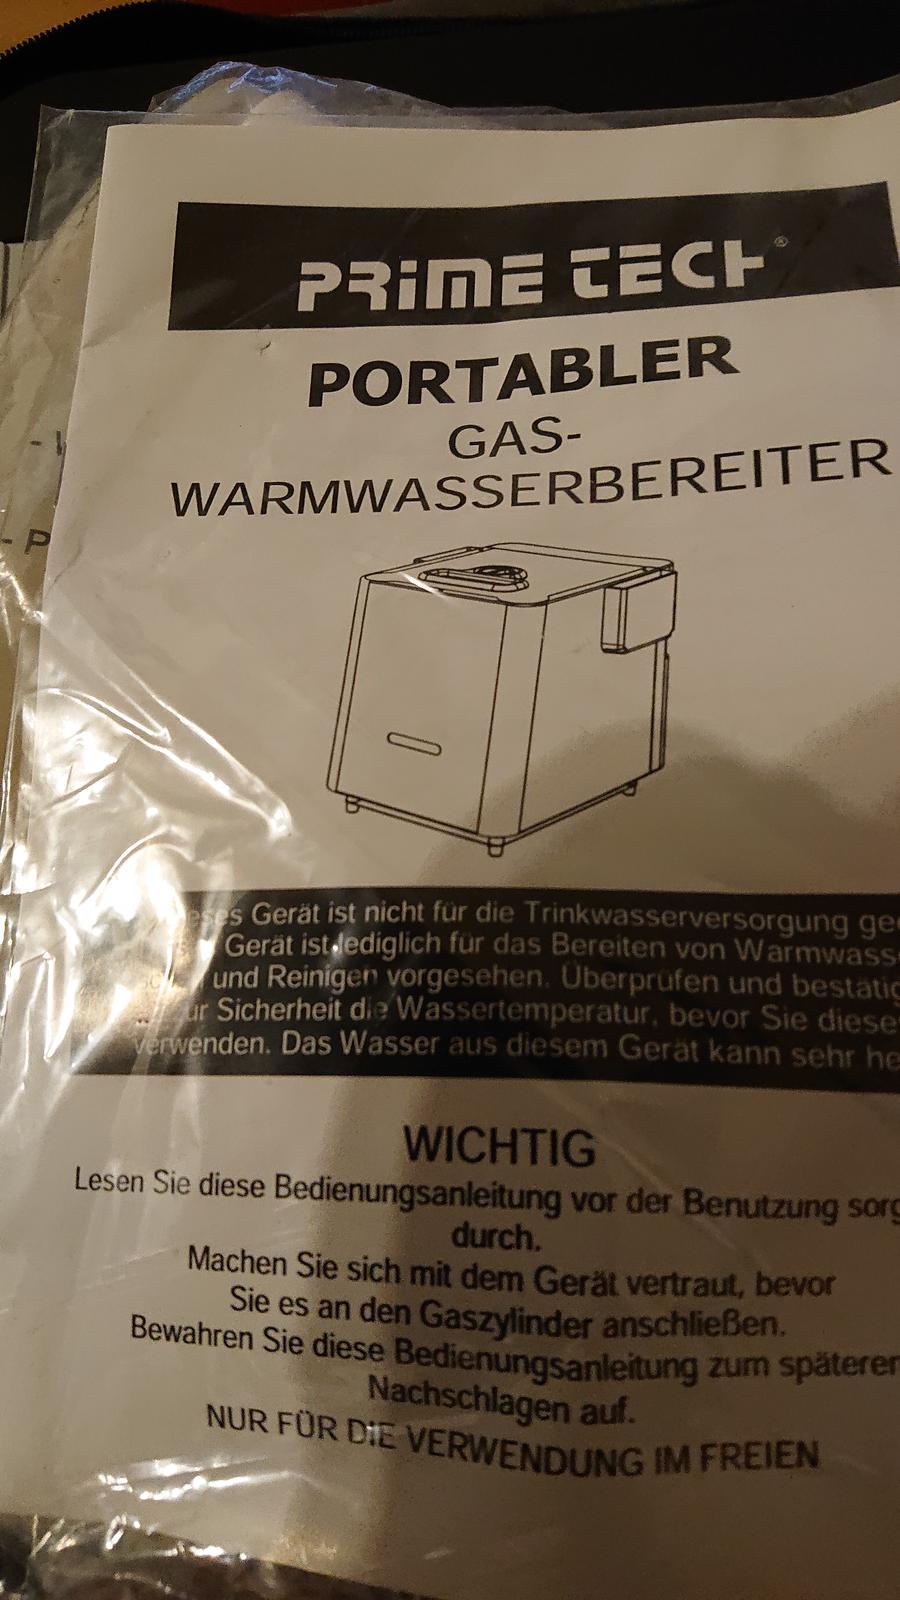 PRIME TECH®
PORTABLER
GAS-
WARMWASSERBEREITER
Gerät ist nicht für die Trinkwasserversorgung
Gerät ist lediglich für das Bereiten von
und Reinigen vorgesehen. Überprüfen und
Sicherheit die Wassertemperatur, bevor Sie
verwenden. Das Wasser aus diesem Gerät kann sehr
WICHTIG
Lesen Sie diese Bedienungsanleitung vor der Benutzung
durch.
Machen Sie sich mit dem Gerät vertraut, bevor
Sie es an den Gaszylinder anschließen.
Bewahren Sie diese Bedienungsanleitung zum späteren
Nachschlagen auf.
NUR FÜR DIE VERWENDUNG IM FREIEN